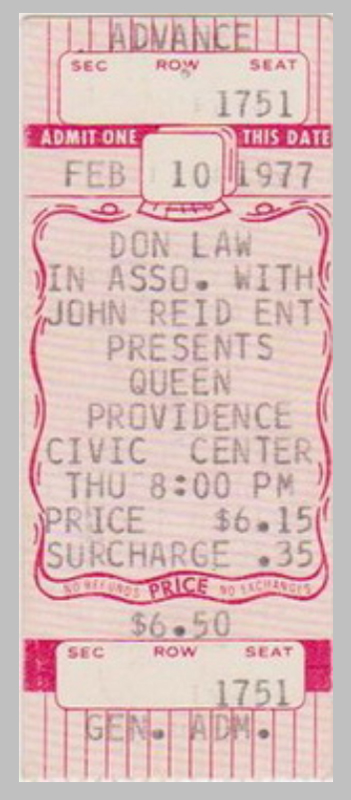 ADVANCE
SEC ROW SEAT
1751
ADMIT ONE THIS DATE
FEB 10 1977
DON LAW
IN ASSO. WITH
JOHN REID ENT
PRESENTS
QUEEN
PROVIDENCE
CIVIC CENTER
THU 8:00 PM
PRICE $6.15
SURCHARGE .35
NO REFUNDS PRICE NO EXCHANGES
$6.50
SEC ROW SEAT
1751
GEN. ADM.